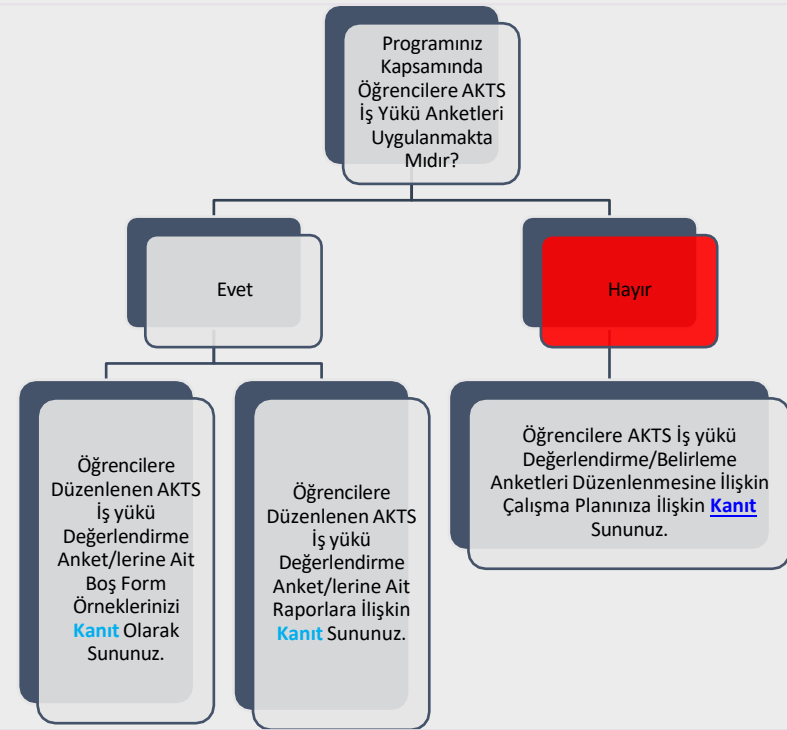 Programınız
Kapsamında
Öğrencilere AKTS
İş Yükü Anketleri
Uygulanmakta
Mıdır?
Evet
Hayır
Öğrencilere
Düzenlenen AKTS
İş yükü
Değerlendirme
Anket/lerine Ait
Boş Form
Örneklerinizi
Kanıt Olarak
Sununuz.
Öğrencilere
Düzenlenen AKTS
İş yükü
Değerlendirme
Anket/lerine Ait
Raporlara İlişkin
Kanıt Sununuz.
Öğrencilere AKTS İş yükü
Değerlendirme/Belirleme
Anketleri Düzenlenmesine İlişkin
Çalışma Planınıza İlişkin Kanıt
Sununuz.